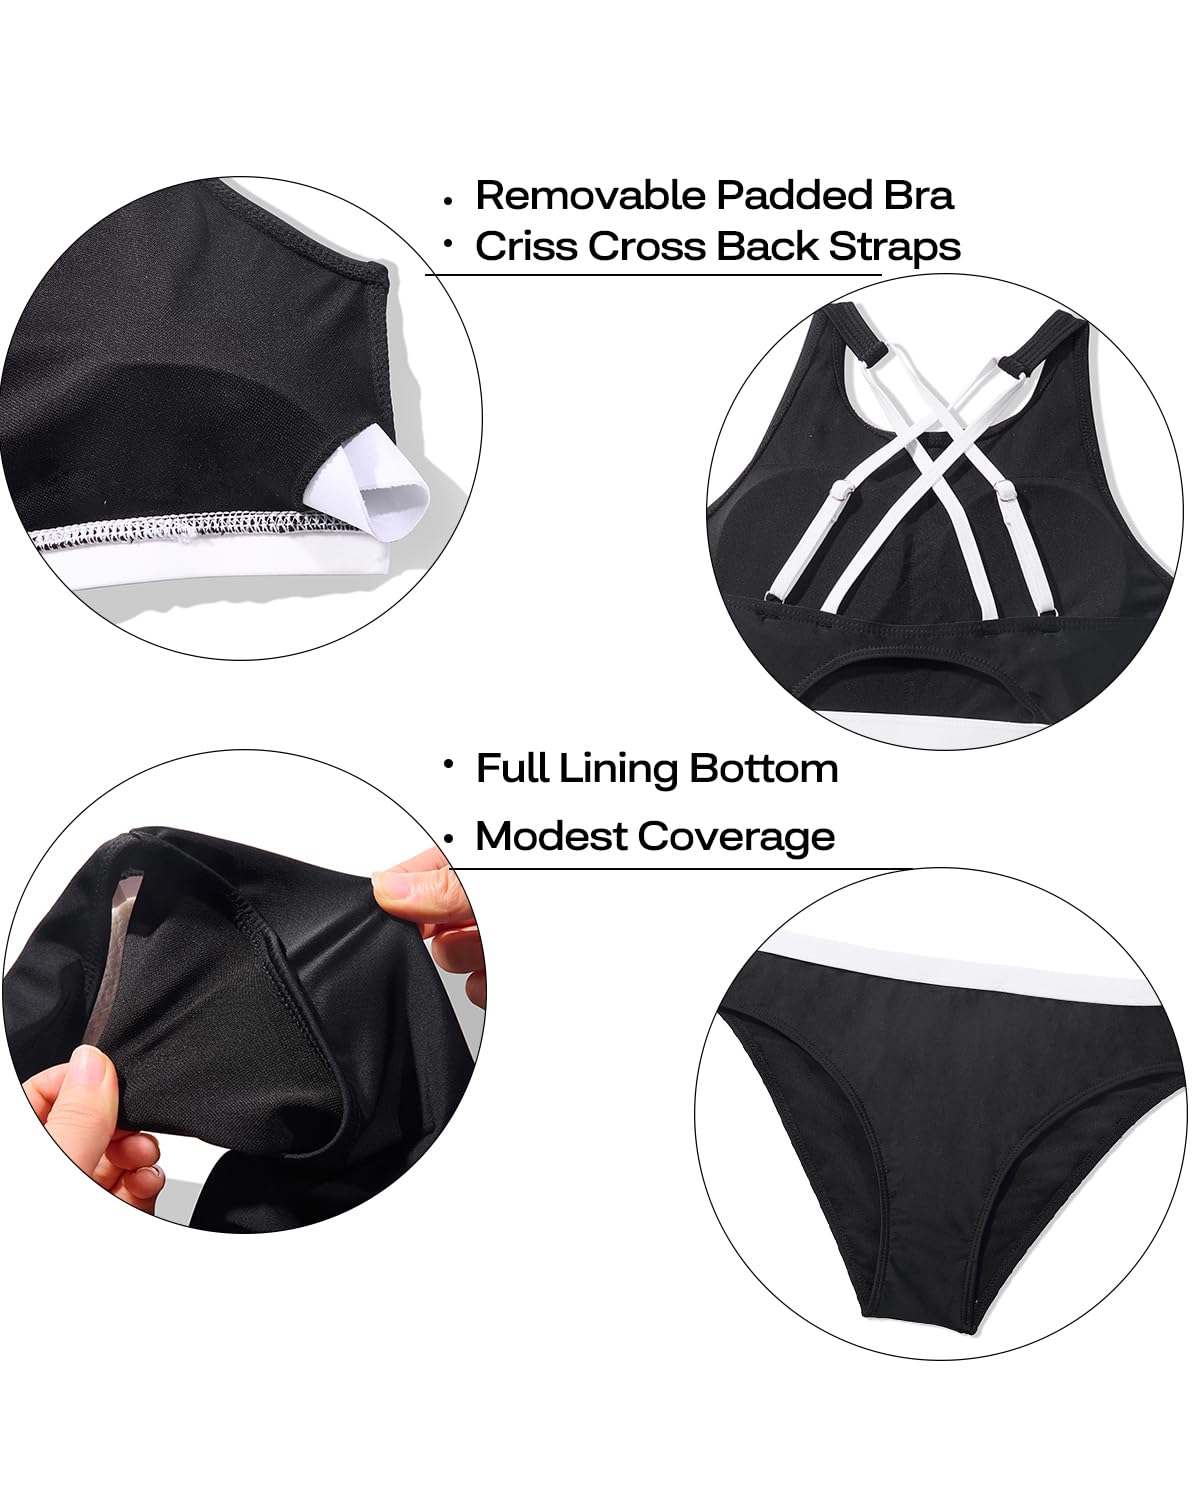 • Removable Padded Bra
• Criss Cross Back Straps
• Full Lining Bottom
• Modest Coverage